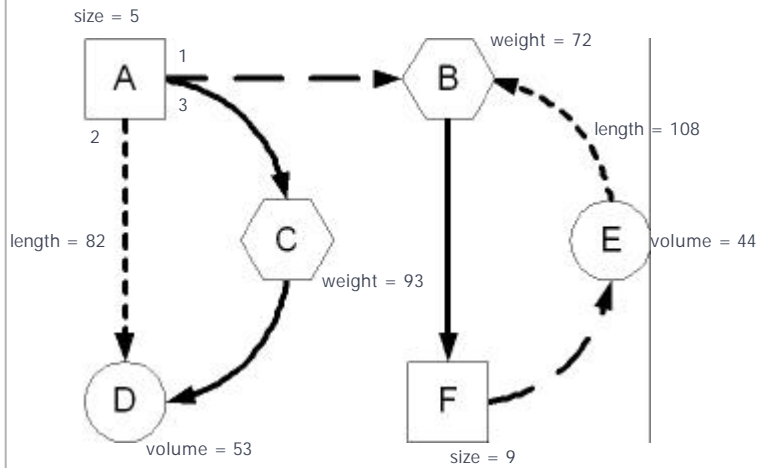 size = 5
weight = 72
1
A
B
3
length = 108
2
length = 82
C
E
volume = 44
weight = 93
D
F
volume = 53
size = 9